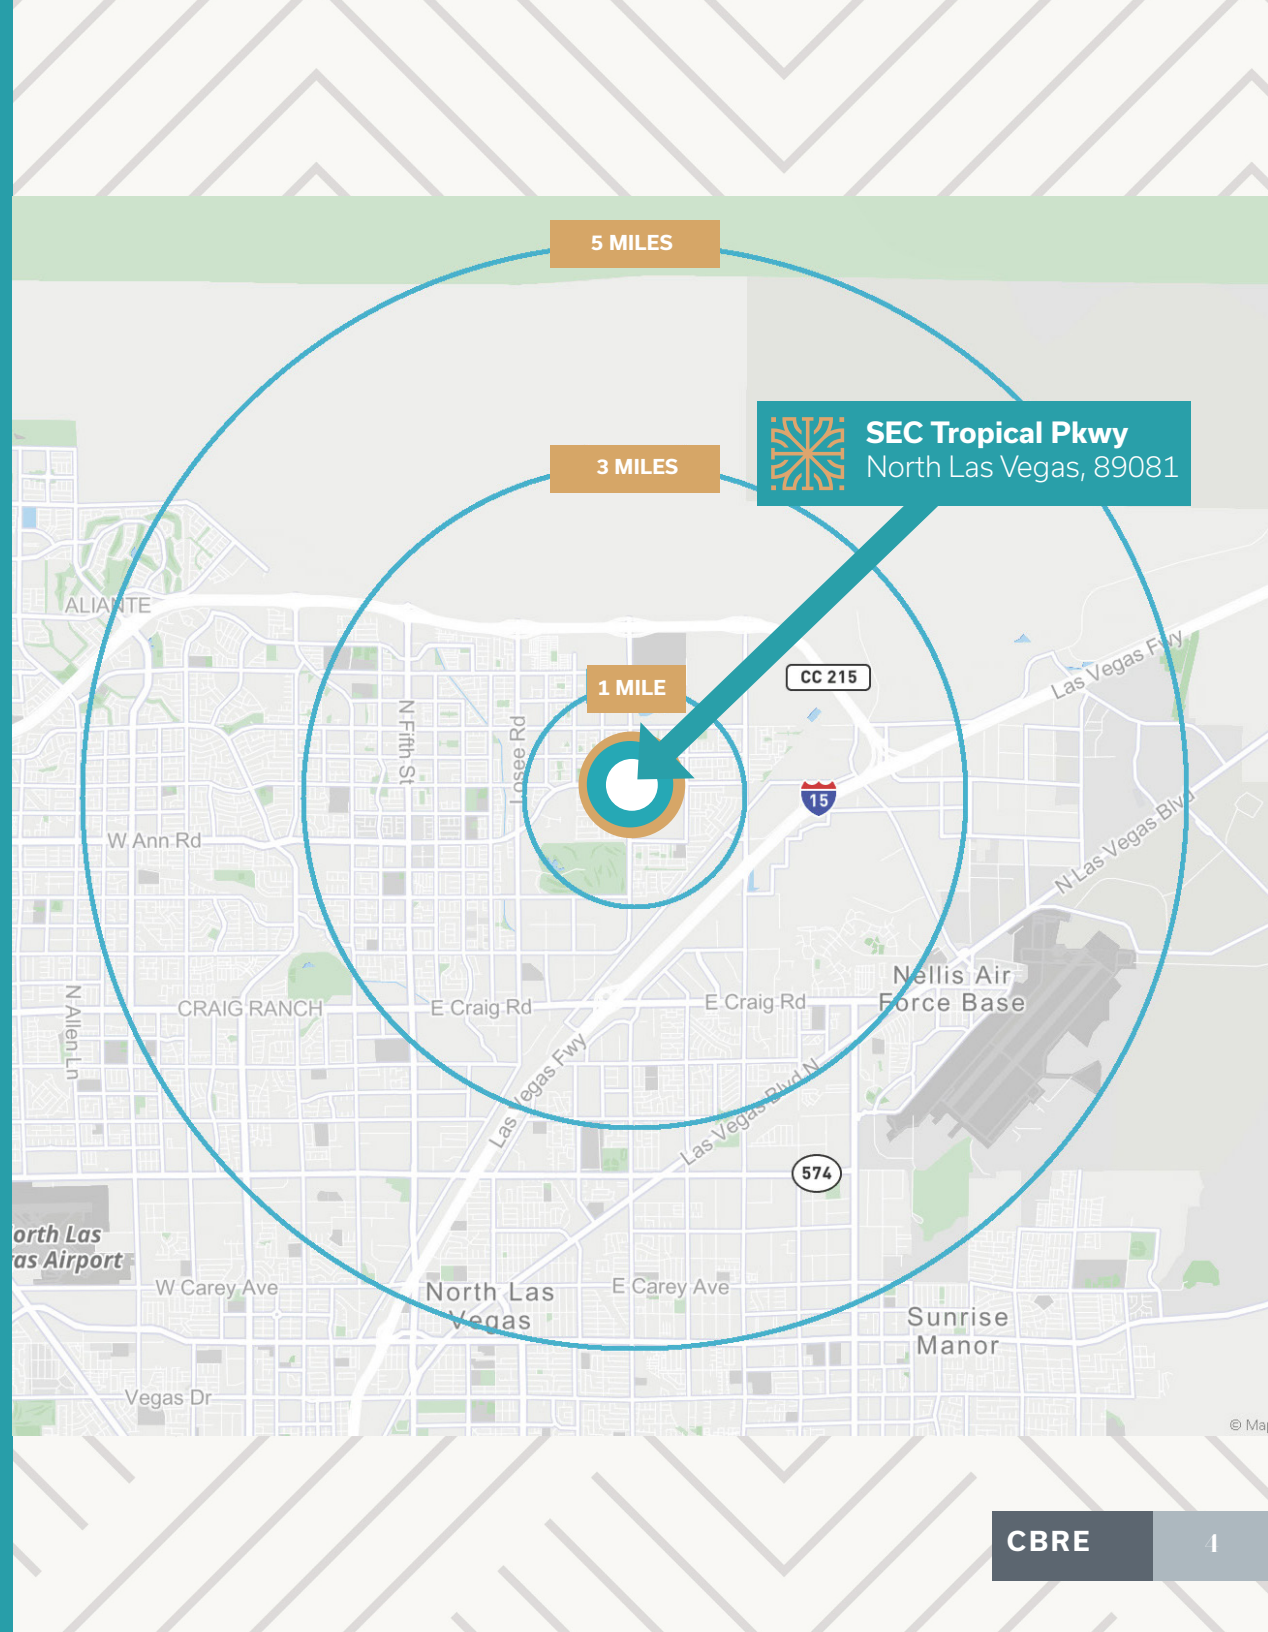 5 MILES
3 MILES
SEC Tropical Pkwy
North Las Vegas, 89081
ALIANTE
Las Vegas Fwy
CC 215
1 MILE
N Fifth St
Losee Rd
15
W Ann Rd
N Las Vegas Blvd
Nellis Air
Force Base
N Allen Ln
CRAIG RANCH
E Craig Rd
E Craig Rd
Las Vegas Fwy
Las Vegas Blvd N
574
orth Las
as Airport
W Carey Ave
North Las
Vegas
E Carey Ave
Sunrise
Manor
Vegas Dr
© Map
CBRE
4